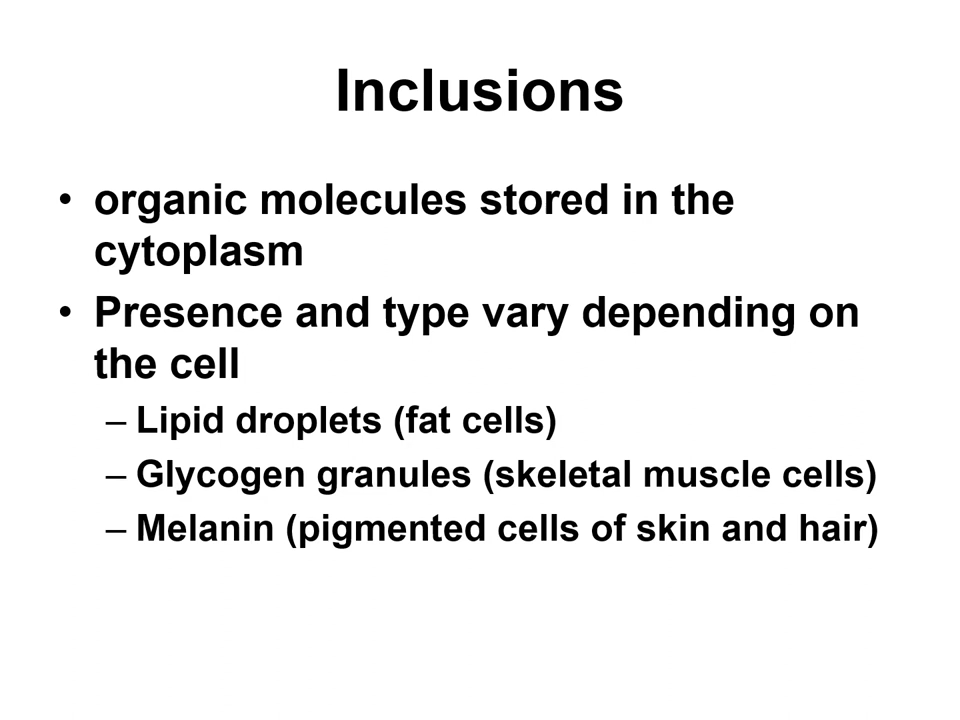 Inclusions
• organic molecules stored in the
cytoplasm
• Presence and type vary depending on
the cell
– Lipid droplets (fat cells)
– Glycogen granules (skeletal muscle cells)
– Melanin (pigmented cells of skin and hair)